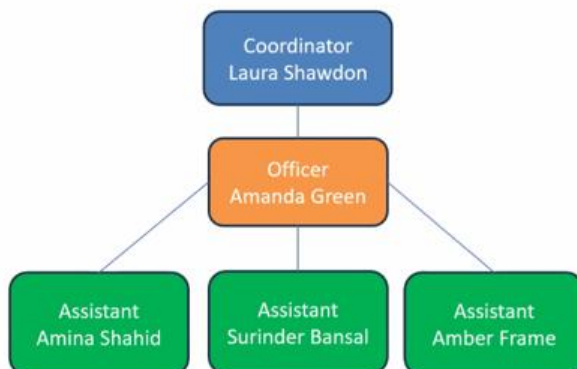 Coordinator
Laura Shawdon
Officer
Amanda Green
Assistant
Amina Shahid
Assistant
Surinder Bansal
Assistant
Amber Frame